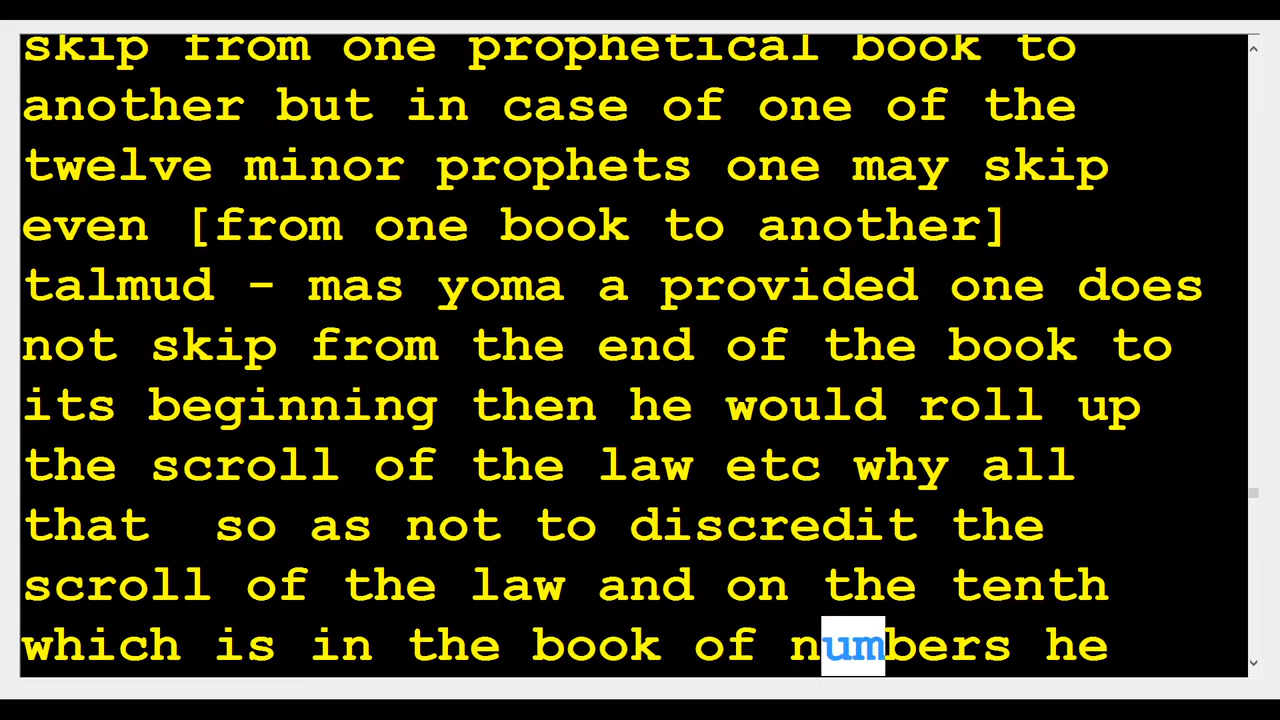 skip from one prophetical book to
another but in case of one of the
twelve minor prophets one may skip
even [from one book to another]
talmud - mas yoma a provided one does
not skip from the end of the book to
its beginning then he would roll up
the scroll of the law etc why all
that  so as not to discredit the
scroll of the law and on the tenth
which is in the book of numbers he